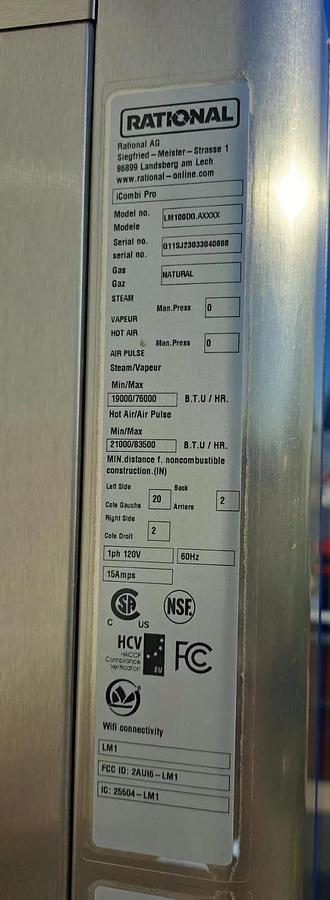 RATIONAL
Rational AG
Siegfried - Meister - Strasse 1
86899 Landsberg am Lech
www.rational-online.com
iCombi Pro
Model no. LM100DG.AXXXX
Modele
Serial no. G11SJ23033040688
serial no.
Gas NATURAL
Gaz
STEAM
Man.Press 0
VAPEUR
HOT AIR
Man.Press 0
AIR PULSE
Steam/Vapeur
Min/Max
19000/76000 B.T.U / HR.
Hot Air/Air Pulse
Min/Max
21000/83500 B.T.U / HR.
MIN.distance f. noncombustible
construction.(IN)
Left Side Back
20 2
Cote Gauche Arriere
Right Side
2
Cote Droit
1ph 120V 60Hz
15Amps
SA NSF.
C US
HCV
HACCP
Compliance
Verification
EU
FC
Wifi connectivity
LM1
FCC ID: 2AUI6-LM1
IC: 25504-LM1